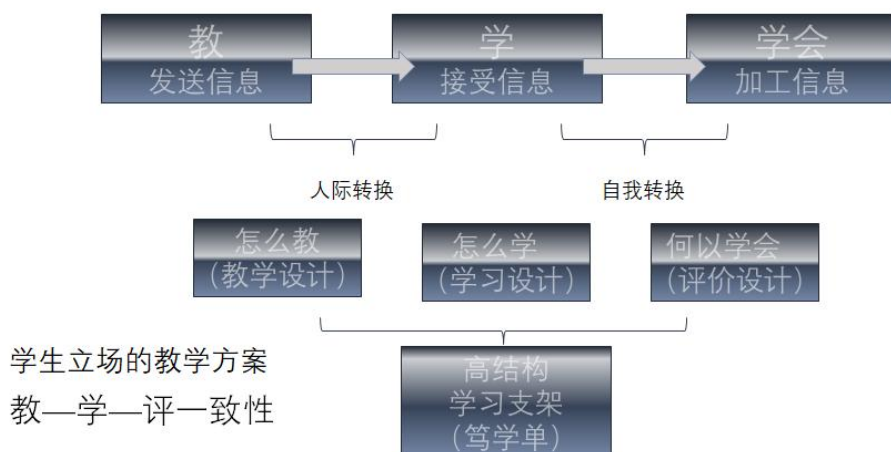 教
发送信息
学
接受信息
学会
加工信息
人际转换
自我转换
怎么教
（教学设计）
怎么学
（学习设计）
何以学会
（评价设计）
学生立场的教学方案
教—学—评一致性
高结构
学习支架
（笃学单）